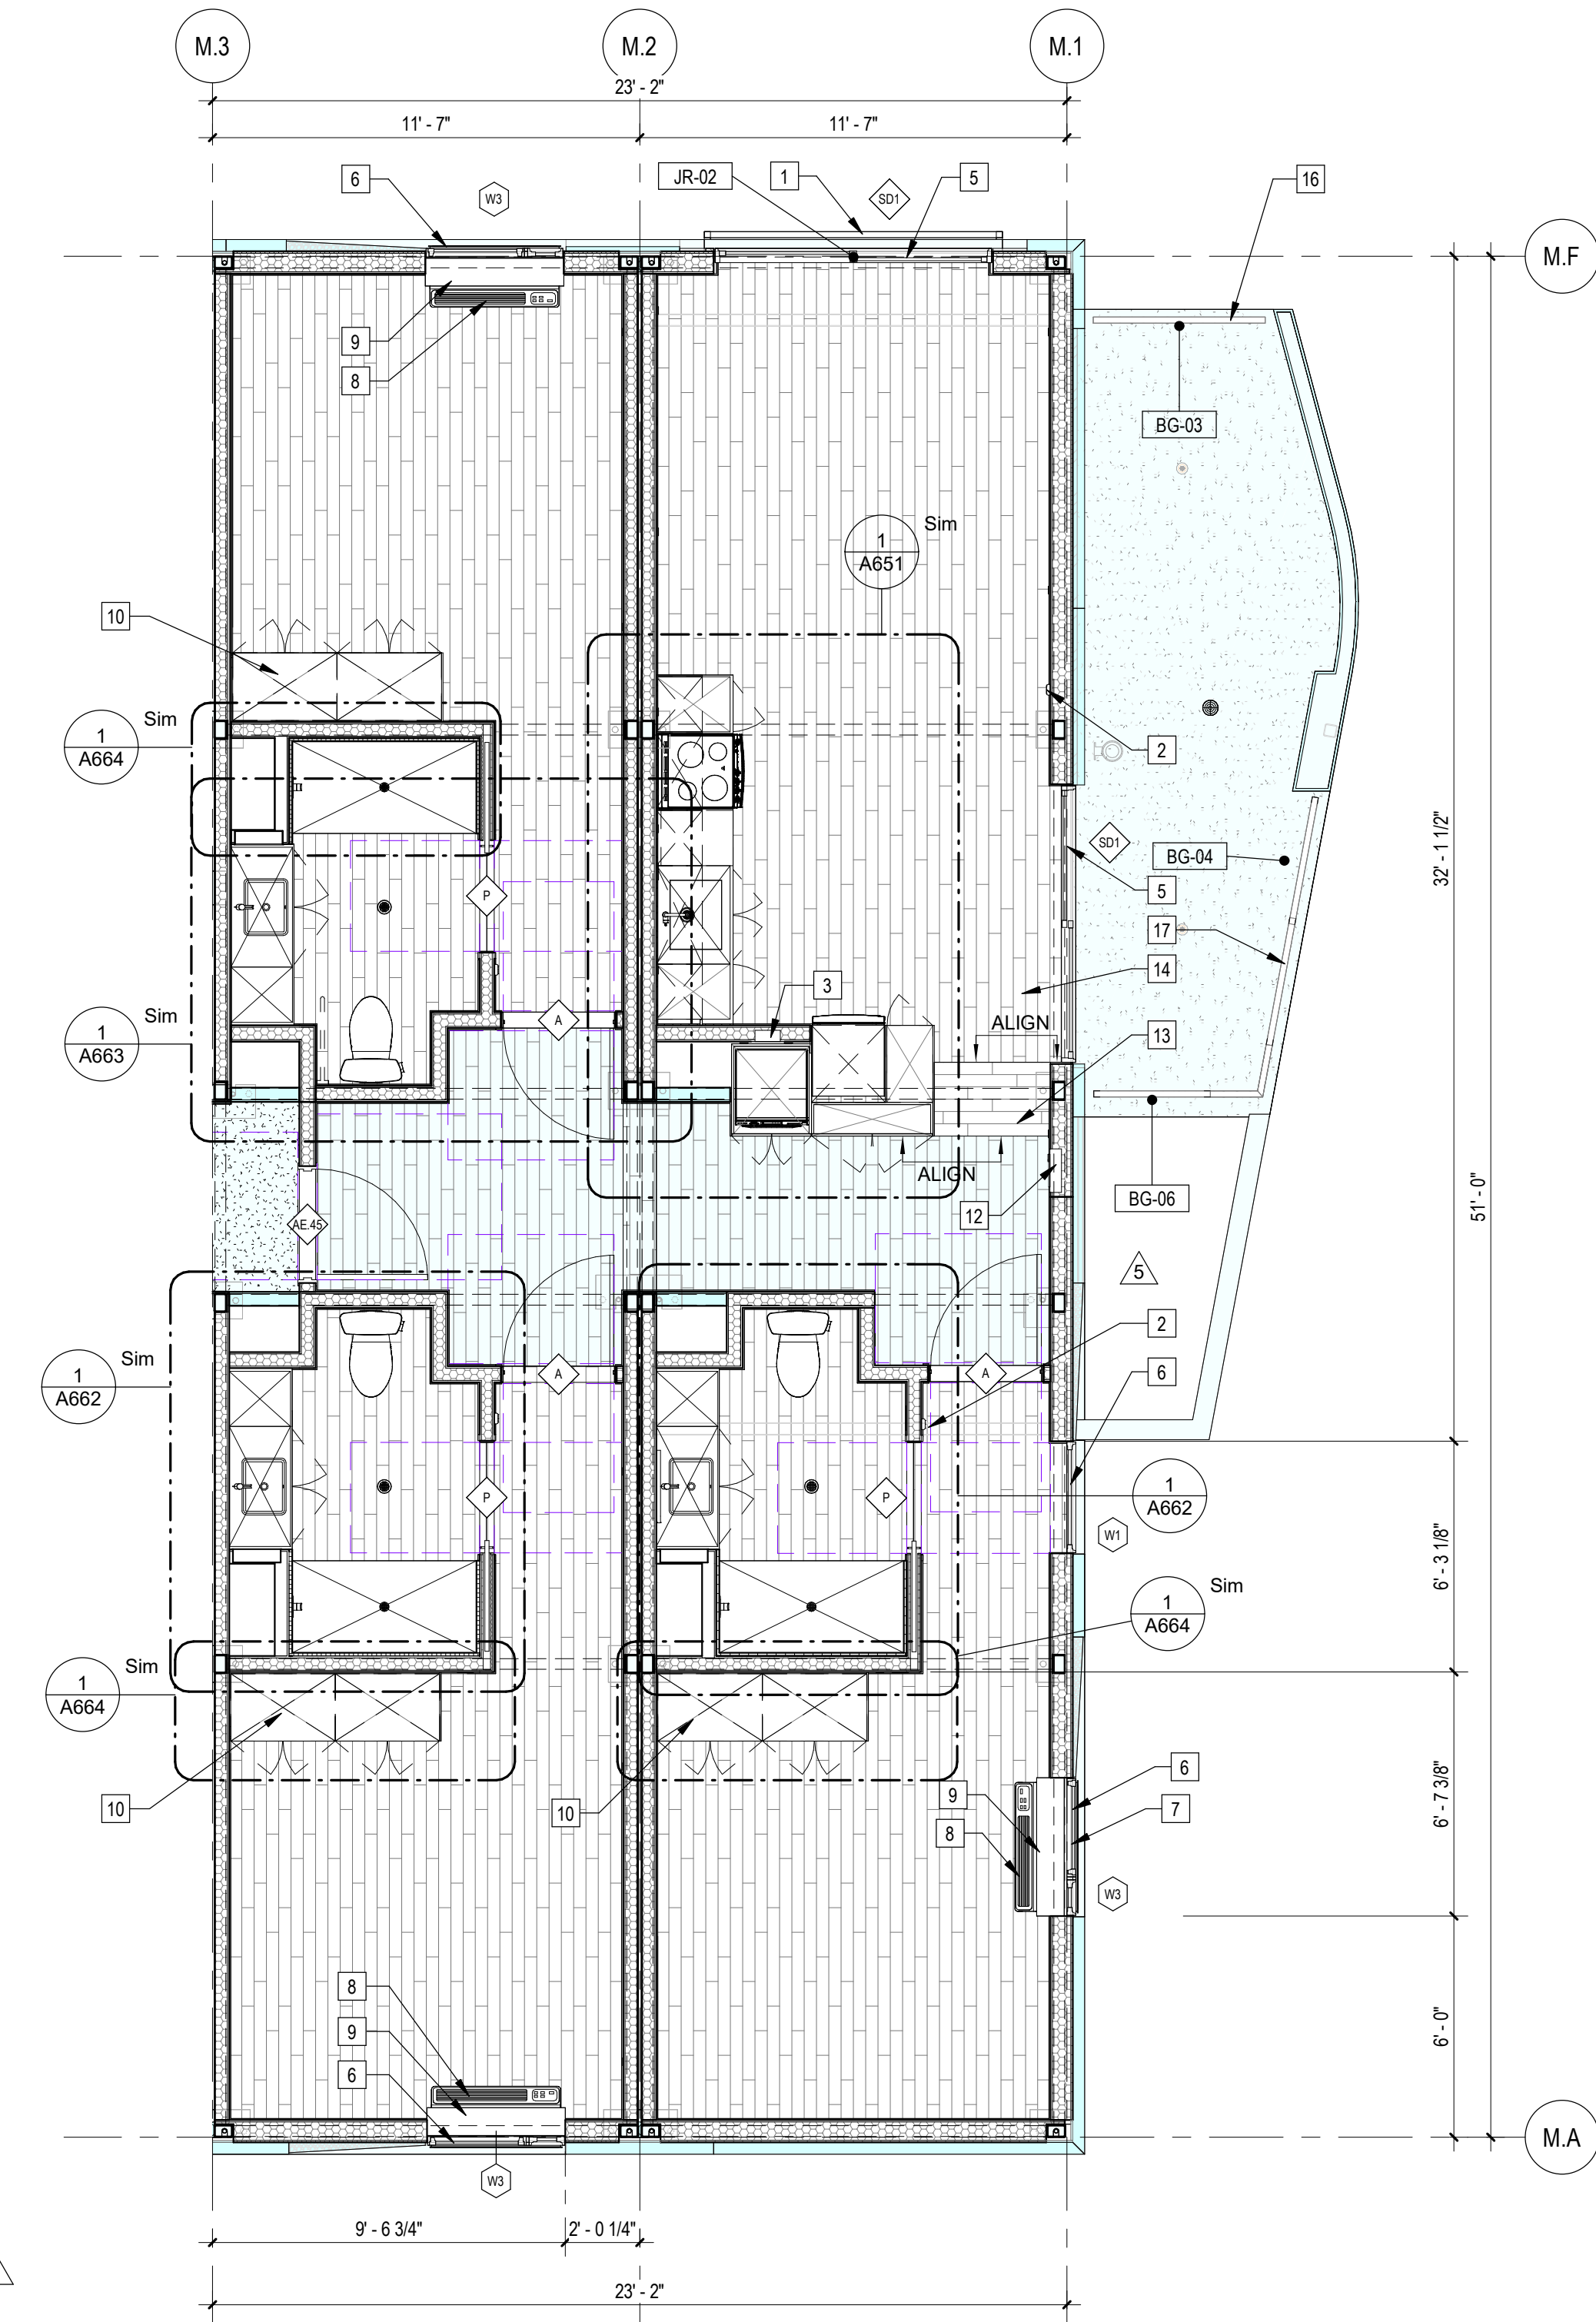 M.3
M.2
M.1
23' - 2"
11' - 7"
11' - 7"
6
W3
JR-02
1
SD1
5
16
M.F
9
8
BG-03
1
A651
Sim
10
1
A664
Sim
2
SD1
BG-04
32' - 1 1/2"
P
5
17
14
3
1
A663
Sim
A
ALIGN
13
ALIGN
12
BG-06
51' - 0"
AE.45
5
2
6
1
A662
Sim
A
A
P
P
1
A662
W1
6' - 3 1/8"
1
A664
Sim
1
A664
Sim
10
10
9
8
6
7
6' - 7 3/8"
W3
8
9
6
6' - 0"
M.A
W3
9' - 6 3/4"
2' - 0 1/4"
23' - 2"